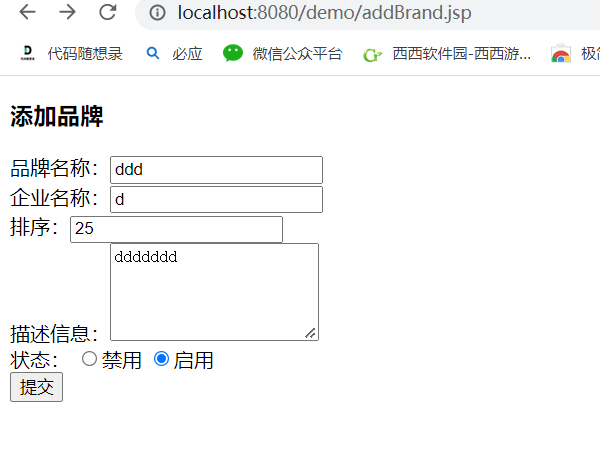 localhost:8080/demo/addBrand.jsp
代码随想录 必应 微信公众平台 西西软件园-西西游... 极简
添加品牌
品牌名称：ddd
企业名称：d
排序：25
ddddddd
描述信息：
状态： 禁用 启用
提交